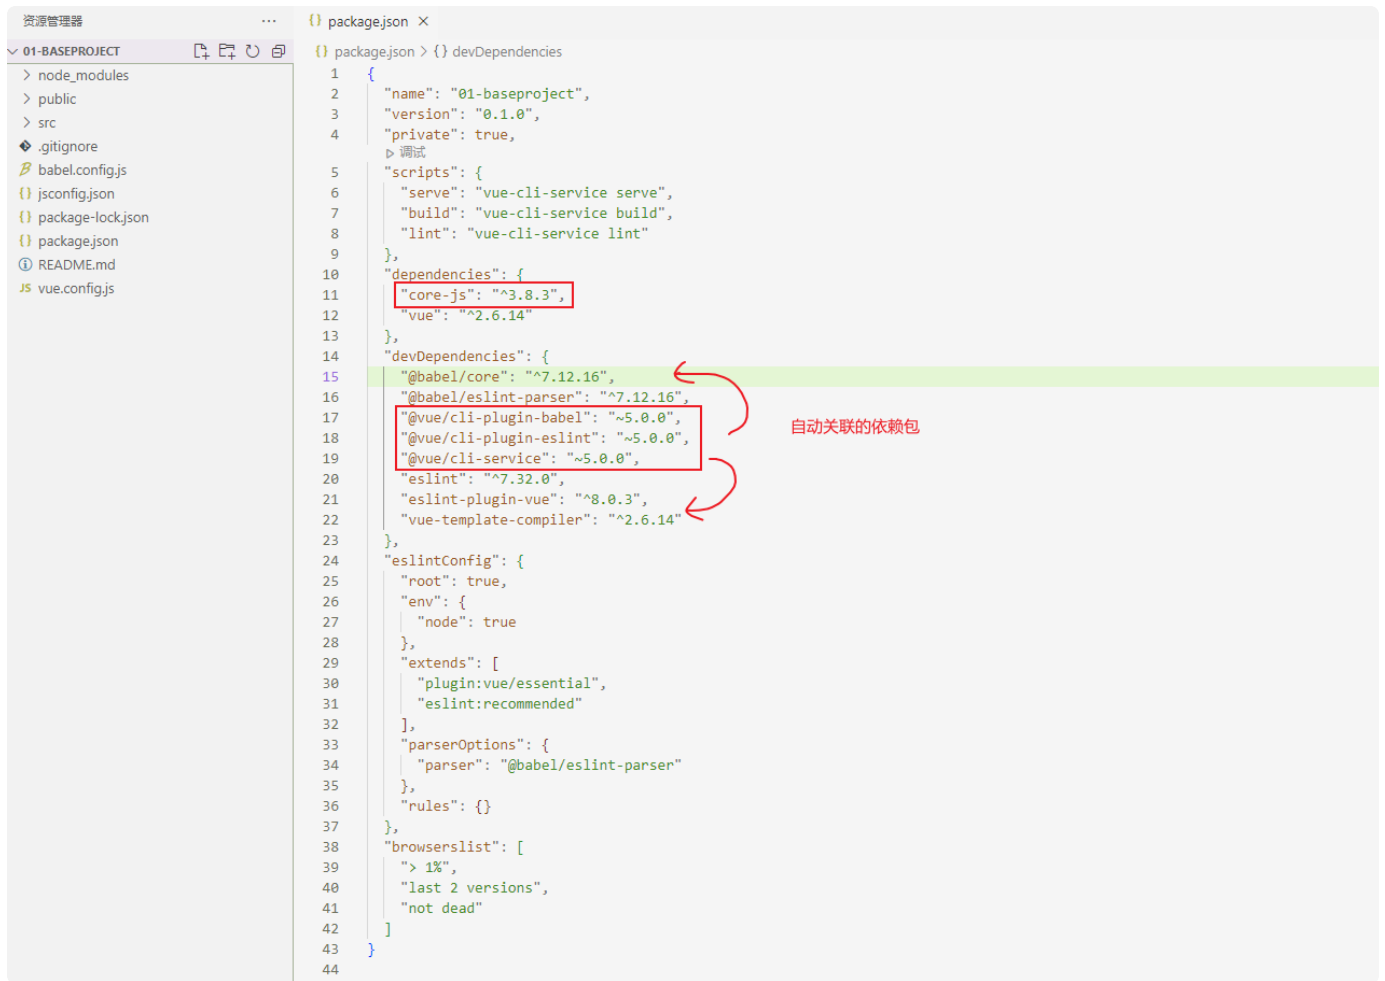 资源管理器
···
package.json
01-BASEPROJECT
package.json > {} devDependencies
node_modules
public
src
.gitignore
babel.config.js
jsconfig.json
package-lock.json
package.json
README.md
JS vue.config.js
1 {
2 "name": "01-baseproject",
3 "version": "0.1.0",
4 "private": true,
调试
5 "scripts": {
6 "serve": "vue-cli-service serve",
7 "build": "vue-cli-service build",
8 "lint": "vue-cli-service lint"
9 },
10 "dependencies": {
11 "core-js": "^3.8.3",
12 "vue": "^2.6.14"
13 },
14 "devDependencies": {
15 "@babel/core": "^7.12.16",
16 "@babel/eslint-parser": "^7.12.16",
17 "@vue/cli-plugin-babel": "~5.0.0",
18 "@vue/cli-plugin-eslint": "~5.0.0",
自动关联的依赖包
19 "@vue/cli-service": "~5.0.0",
20 "eslint": "^7.32.0",
21 "eslint-plugin-vue": "^8.0.3",
22 "vue-template-compiler": "^2.6.14"
23 },
24 "eslintConfig": {
25 "root": true,
26 "env": {
27 "node": true
28 },
29 "extends": [
30 "plugin:vue/essential",
31 "eslint:recommended"
32 ],
33 "parserOptions": {
34 "parser": "@babel/eslint-parser"
35 },
36 "rules": {}
37 },
38 "browserslist": [
39 "> 1%",
40 "last 2 versions",
41 "not dead"
42 ]
43 }
44